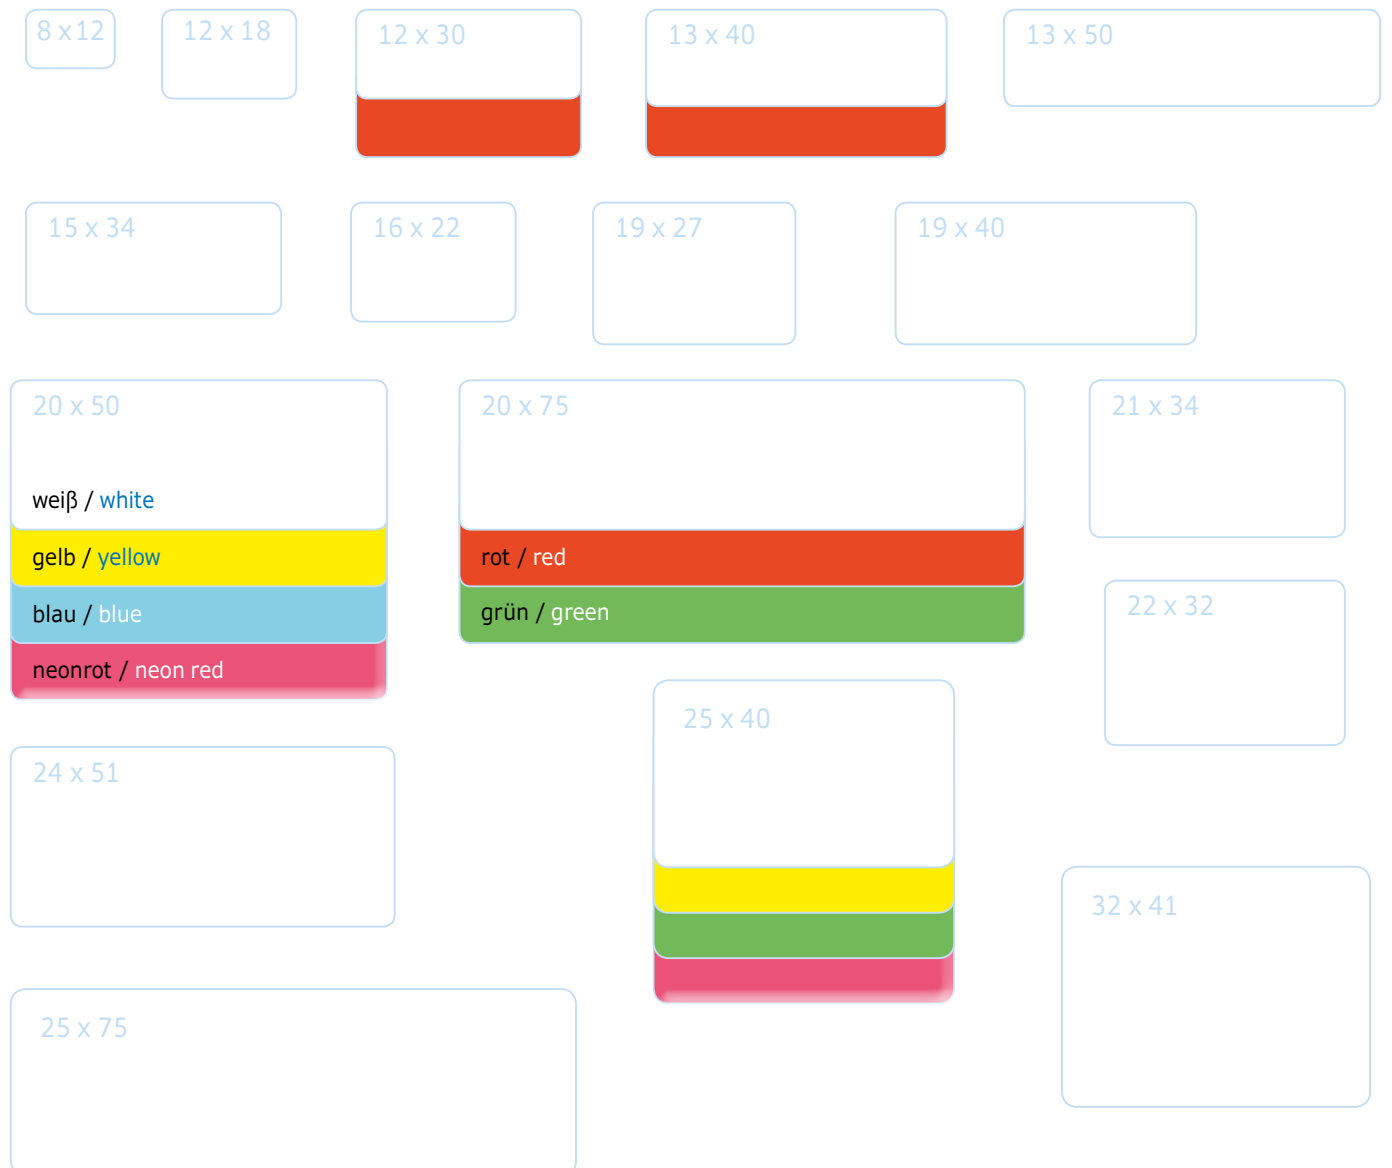 8 x 12
12 x 18
12 x 30
13 x 40
13 x 50
15 x 34
16 x 22
19 x 27
19 x 40
20 x 50
weiß / white
gelb / yellow
blau / blue
neonrot / neon red
20 x 75
rot / red
grün / green
21 x 34
22 x 32
25 x 40
24 x 51
32 x 41
25 x 75